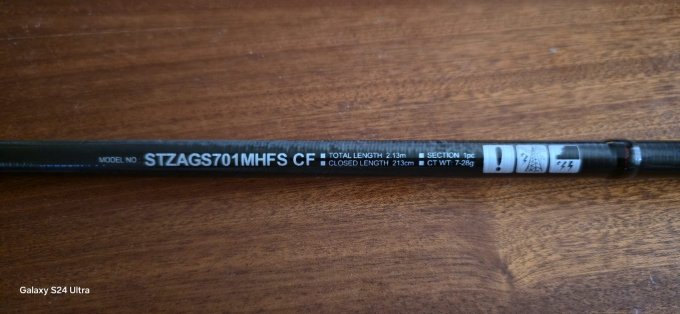 MODEL NO STZAGS701MHFS CF ■ TOTAL LENGTH 2.13m ■ SECTION 1pc
■ CLOSED LENGTH 213cm ■ CT WT: 7-28g
Galaxy S24 Ultra